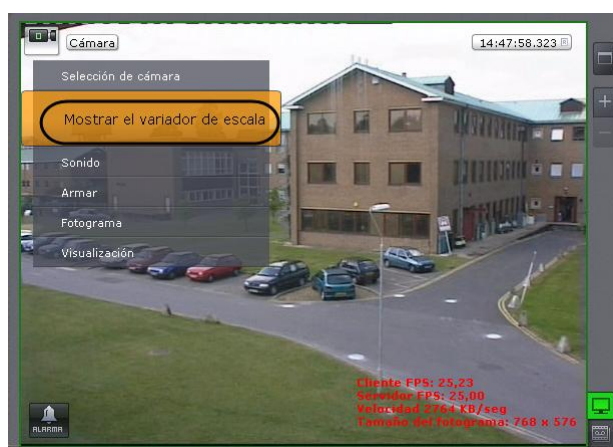 Cámara
14:47:58.323
Selección de cámara
Mostrar el variador de escala
Sonido
Armar
Fotograma
Visualización
Cliente FPS: 25,23
Servidor FPS: 25,00
Velocidad 2764 KB/seg
Tamaño del fotograma: 768 x 576
ALARMA